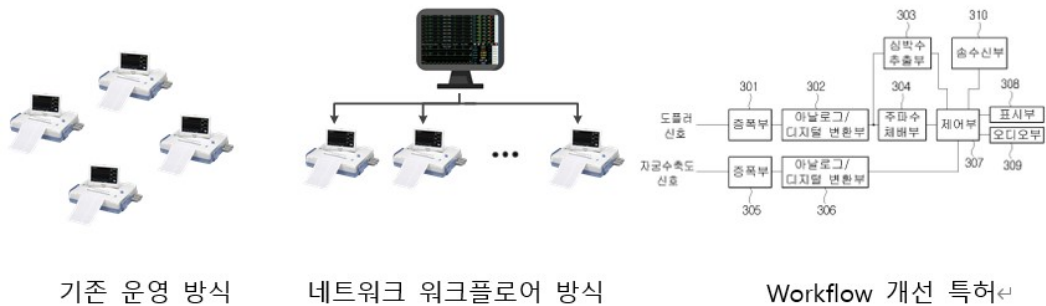 303
310
심박수
추출부
송수신부
301
302
304
308
도플러
신호
증폭부
아날로그/
디지털 변환부
주파수
체배부
제어부
표시부
오디오부
307
309
자궁수축도
신호
증폭부
아날로그/
디지털 변환부
305
306
기존 운영 방식
네트워크 워크플로어 방식
Workflow 개선 특허↵